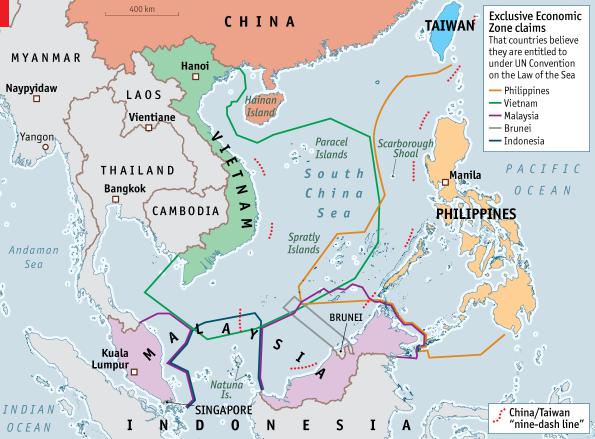 400 km
CHINA
TAIWAN
Exclusive Economic
Zone claims
That countries believe
they are entitled to
under UN Convention
on the Law of the Sea
Philippines
Vietnam
Malaysia
Brunei
Indonesia
MYANMAR
Hanoi
Naypyidaw
LAOS
Hainan
Island
Vientiane
Yangon
VIETNAM
Paracel
Islands
Scarborough
Shoal
THAILAND
South
China
Sea
Manila
PACIFIC
OCEAN
Bangkok
CAMBODIA
PHILIPPINES
Andaman
Sea
Spratly
Islands
BRUNEI
MALAYSIA
Kuala
Lumpur
Natuna
Is.
SINGAPORE
INDIAN
OCEAN
INDONESIA
China/Taiwan
"nine-dash line"